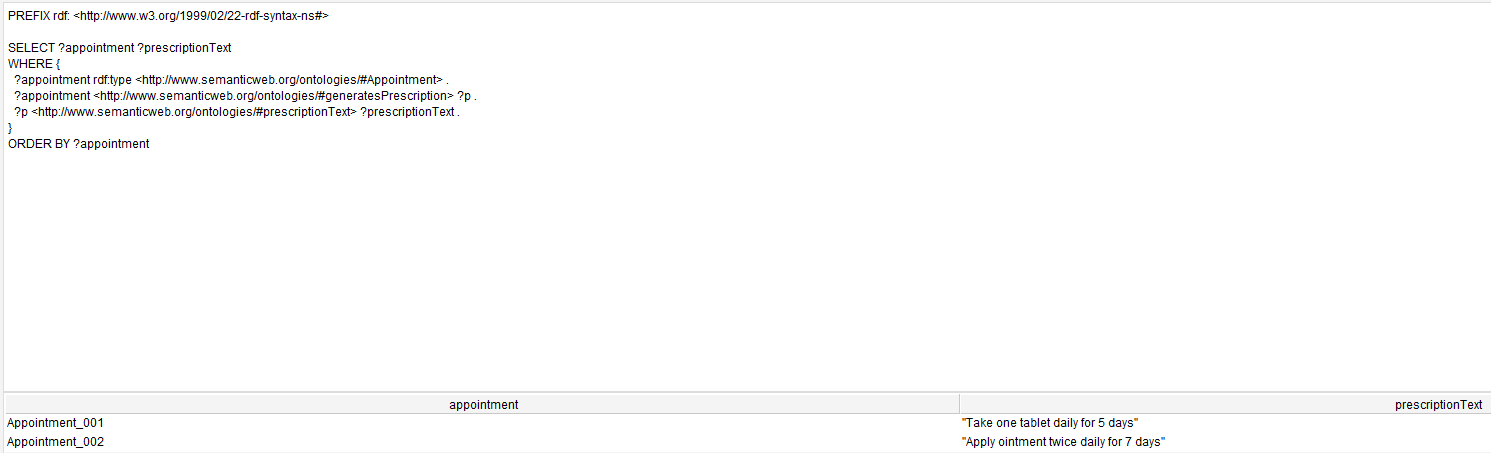 PREFIX rdf: <http://www.w3.org/1999/02/22-rdf-syntax-ns#>
SELECT ?appointment ?prescriptionText
WHERE {
?appointment rdf:type <http://www.semanticweb.org/ontologies/#Appointment> .
?appointment <http://www.semanticweb.org/ontologies/#generatesPrescription> ?p .
?p <http://www.semanticweb.org/ontologies/#prescriptionText> ?prescriptionText .
}
ORDER BY ?appointment
appointment prescriptionText
Appointment_001 "Take one tablet daily for 5 days"
Appointment_002 "Apply ointment twice daily for 7 days"